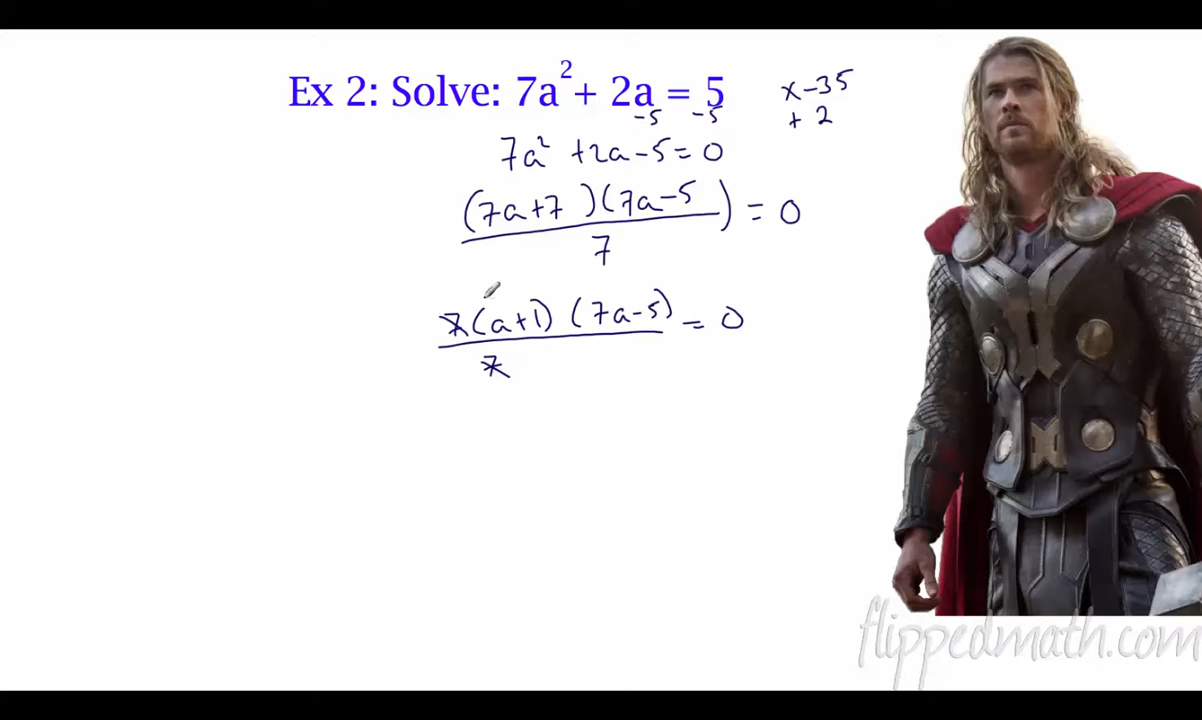 Ex 2: Solve: 7a² + 2a = 5
-5 -5
x -35
+ 2
7a² + 2a - 5 = 0
(7a + 7 )(7a - 5 ) = 0
7
7(a + 1) (7a - 5) = 0
7
flippedmath.com